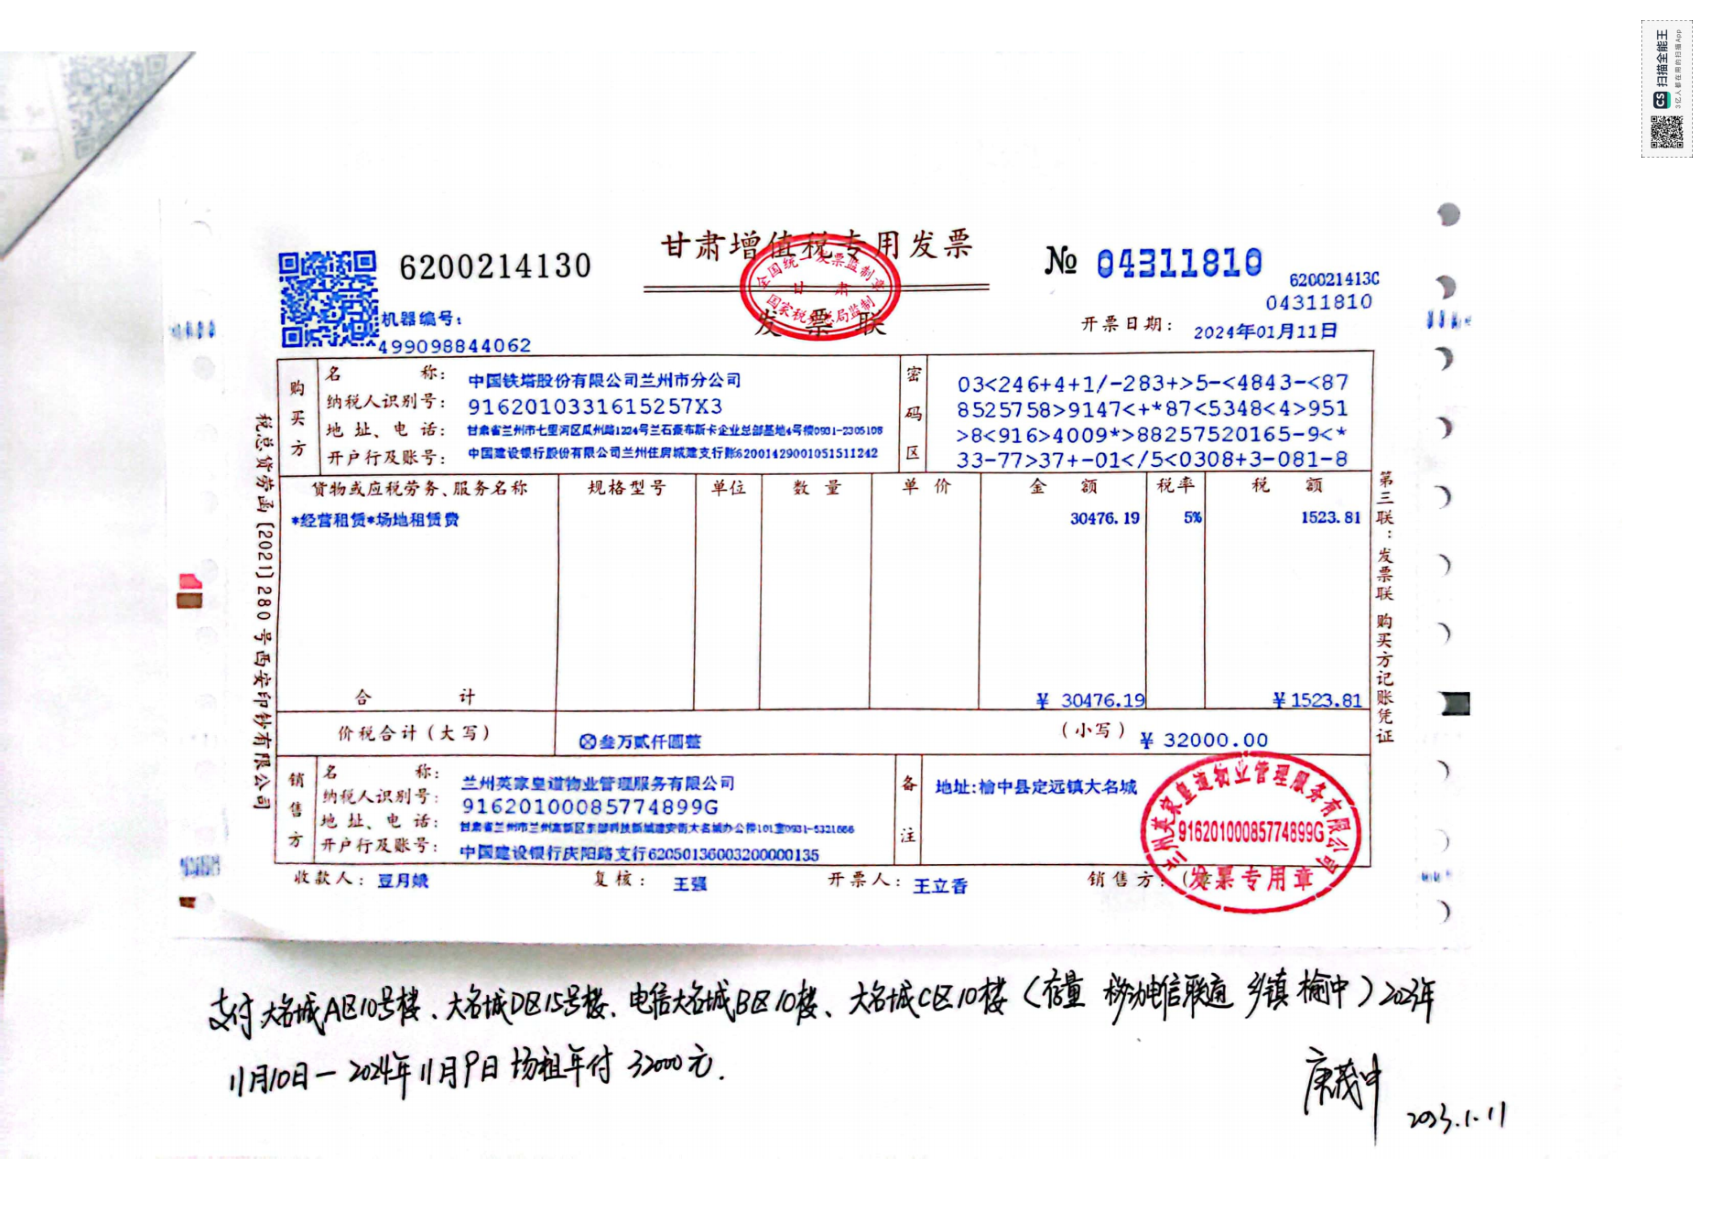 CS 扫描全能王
3亿人都在用的扫描App
甘肃增值税专用发票
全国统一发票监制章
甘 肃
国家税务总局监制
发 票 联
6200214130
№ 04311810
6200214130
04311810
机器编号:
499098844062
开票日期: 2024年01月11日
购买方
名 称: 中国铁塔股份有限公司兰州市分公司
纳税人识别号: 9162010331615257X3
地 址、电 话: 甘肃省兰州市七里河区瓜州路1224号兰石豪布斯卡企业总部基地4号楼0931-2305108
开户行及账号: 中国建设银行股份有限公司兰州住房城建支行账62001429001051511242
密码区
03<246+4+1/-283+>5-<4843-<87
8525758>9147<+*87<5348<4>951
>8<916>4009*>88257520165-9<*
33-77>37+-01</5<0308+3-081-8
货物或应税劳务、服务名称 规格型号 单位 数 量 单 价 金 额 税率 税 额
*经营租赁*场地租赁费 30476.19 5% 1523.81
合 计 ¥ 30476.19 ¥1523.81
价税合计(大写) ⊗叁万贰仟圆整 (小写) ¥ 32000.00
销售方
名 称: 兰州英家皇道物业管理服务有限公司
纳税人识别号: 91620100085774899G
地 址、电 话: 甘肃省兰州市兰州高新区东部科技新城建安街大名城办公楼101室0931-5321666
开户行及账号: 中国建设银行庆阳路支行62050136003200000135
备注
地址:榆中县定远镇大名城
兰州英家皇道物业管理服务有限公司
91620100085774899G
发票专用章
收款人: 豆月娥 复核: 王强 开票人: 王立香 销售方:(章)
税总货劳函[2021]280号西安印钞有限公司
第三联:发票联 购买方记账凭证
支付大名城A区10号楼、大名城D区15号楼、电信大名城B区10楼、大名城C区10楼(存量 移动电信联通 乡镇 榆中)2023年
11月10日—2024年11月9日场租年付 32000元.
2023.1.11